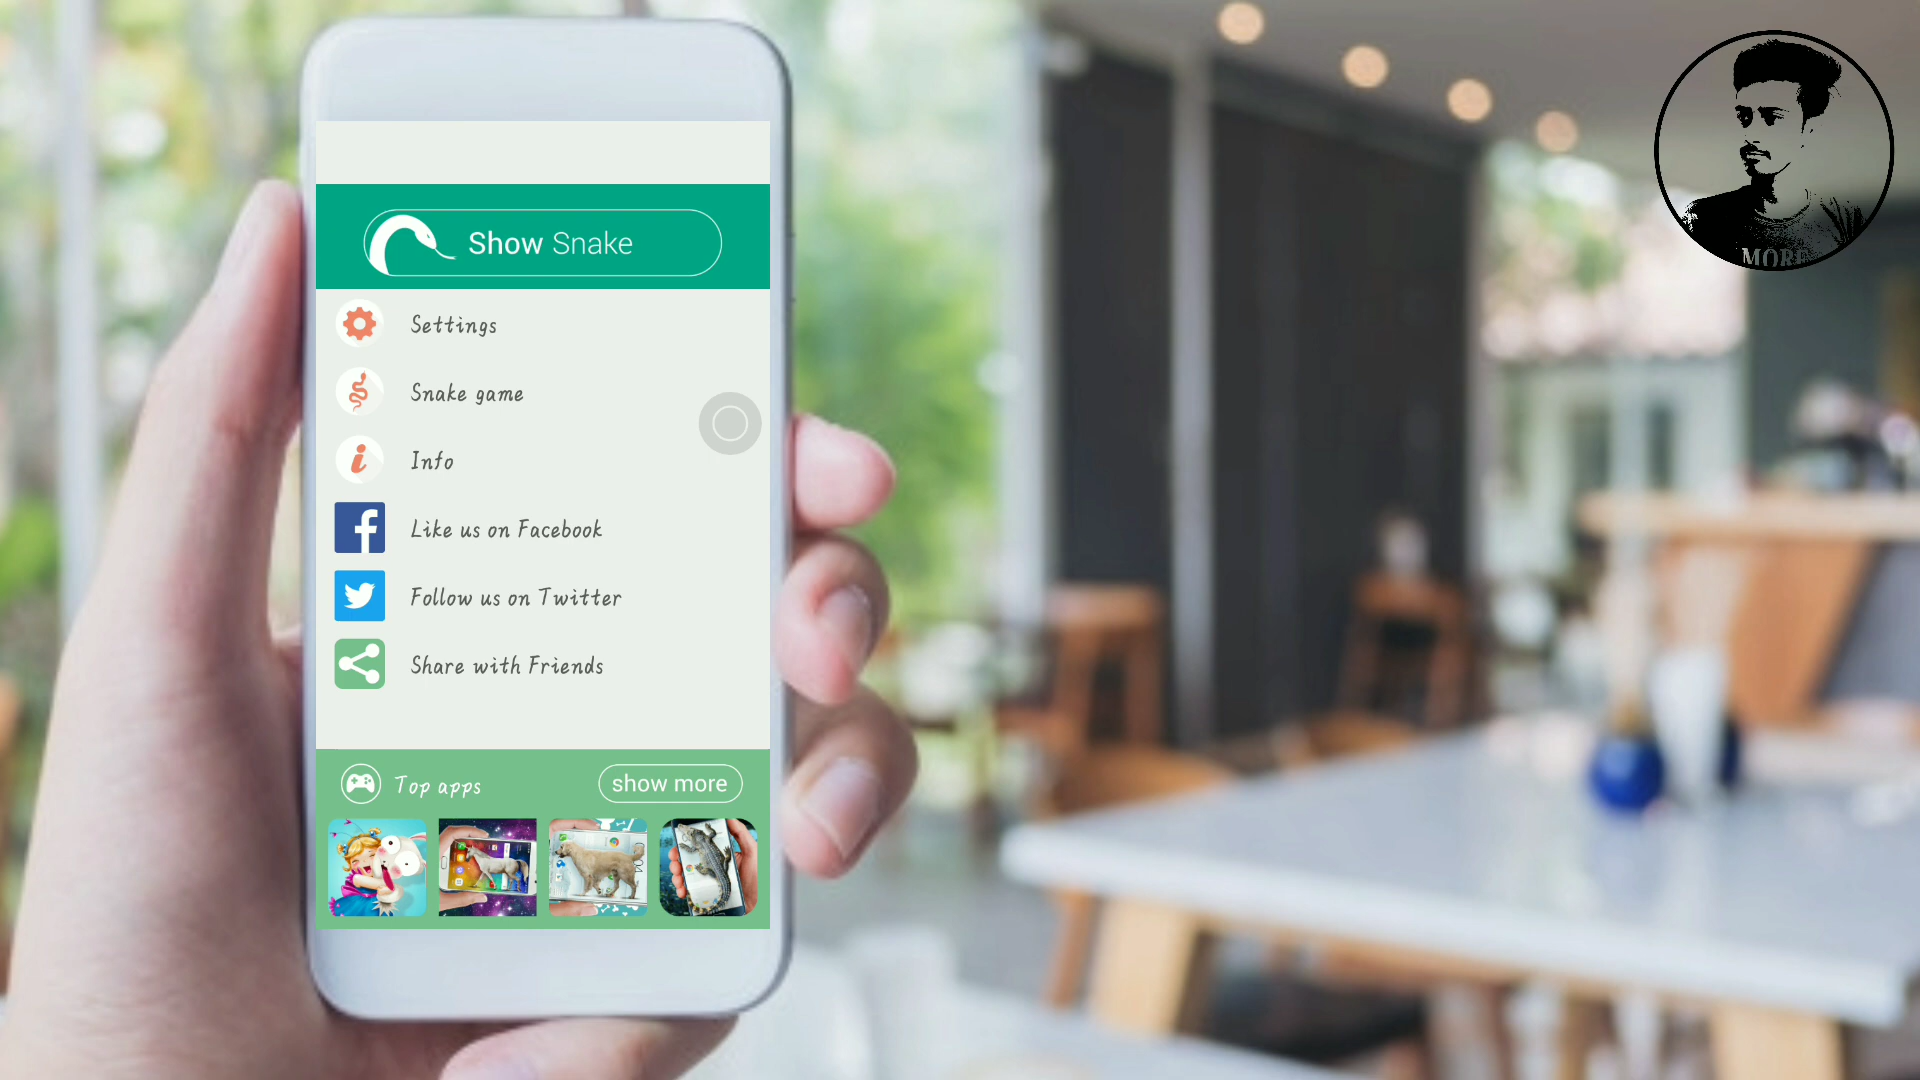 Show Snake
Settings
Snake game
Info
Like us on Facebook
Follow us on Twitter
Share with Friends
Top apps
show more
MORE